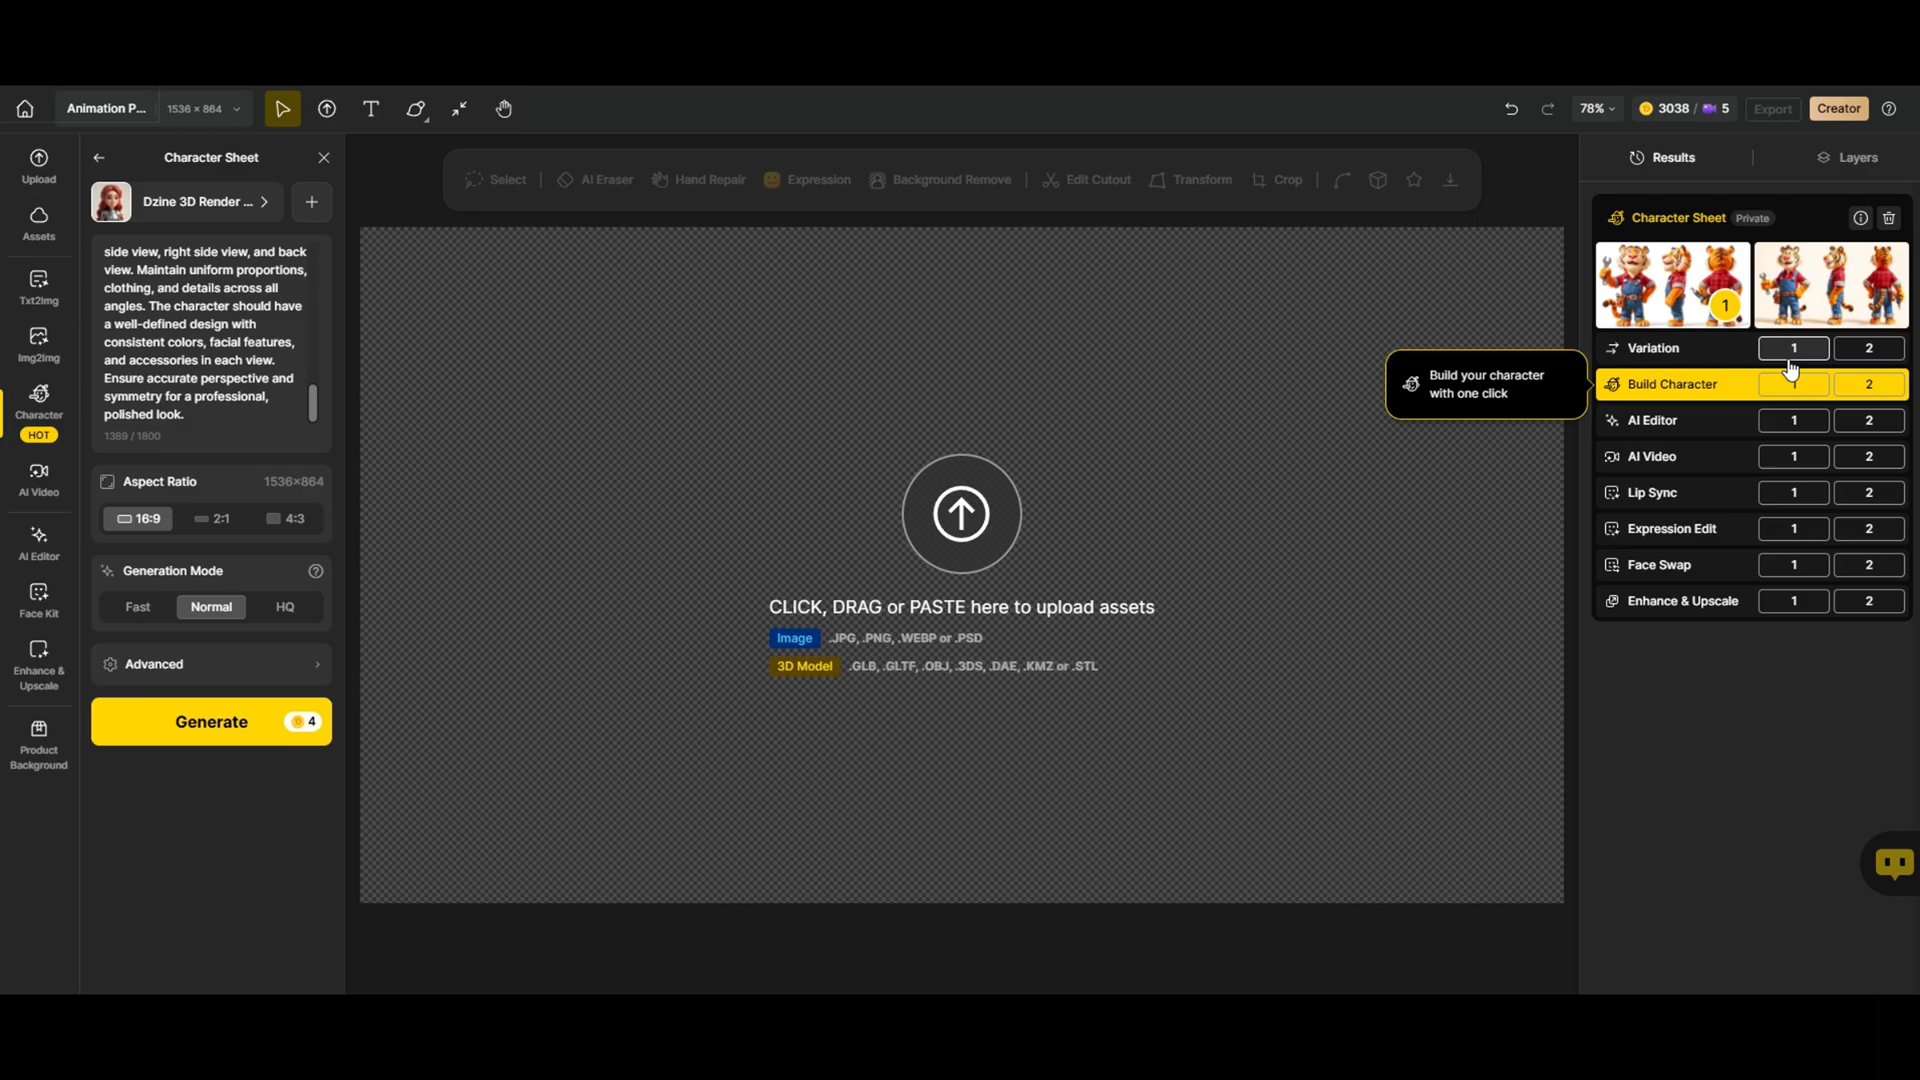 Animation P...
1536 × 864
78%
3038 / 5
Export
Creator
Upload
Assets
Txt2Img
Img2Img
Character
HOT
AI Video
AI Editor
Face Kit
Enhance &
Upscale
Product
Background
Character Sheet
Dzine 3D Render ...
side view, right side view, and back
view. Maintain uniform proportions,
clothing, and details across all
angles. The character should have
a well-defined design with
consistent colors, facial features,
and accessories in each view.
Ensure accurate perspective and
symmetry for a professional,
polished look.
1389 / 1800
Aspect Ratio 1536×864
16:9 2:1 4:3
Generation Mode
Fast Normal HQ
Advanced
Generate 4
Select AI Eraser Hand Repair Expression Background Remove Edit Cutout Transform Crop
CLICK, DRAG or PASTE here to upload assets
Image .JPG, .PNG, .WEBP or .PSD
3D Model .GLB, .GLTF, .OBJ, .3DS, .DAE, .KMZ or .STL
Build your character
with one click
Results Layers
Character Sheet Private
1
Variation 1 2
Build Character 1 2
AI Editor 1 2
AI Video 1 2
Lip Sync 1 2
Expression Edit 1 2
Face Swap 1 2
Enhance & Upscale 1 2